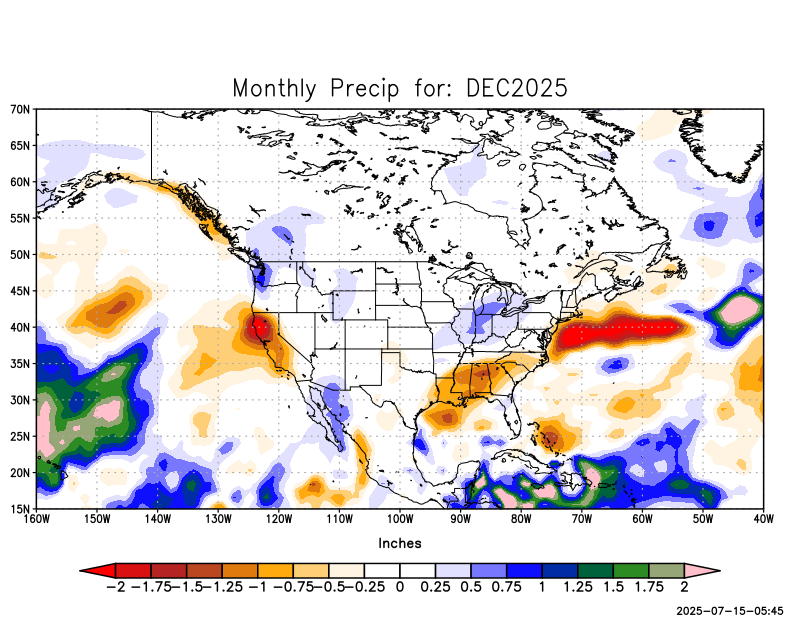 Monthly Precip for: DEC2025
70N
65N
60N
55N
50N
45N
40N
35N
30N
25N
20N
15N
160W 150W 140W 130W 120W 110W 100W 90W 80W 70W 60W 50W 40W
Inches
−2 −1.75−1.5−1.25 −1 −0.75−0.5−0.25 0 0.25 0.5 0.75 1 1.25 1.5 1.75 2
2025-07-15-05:45